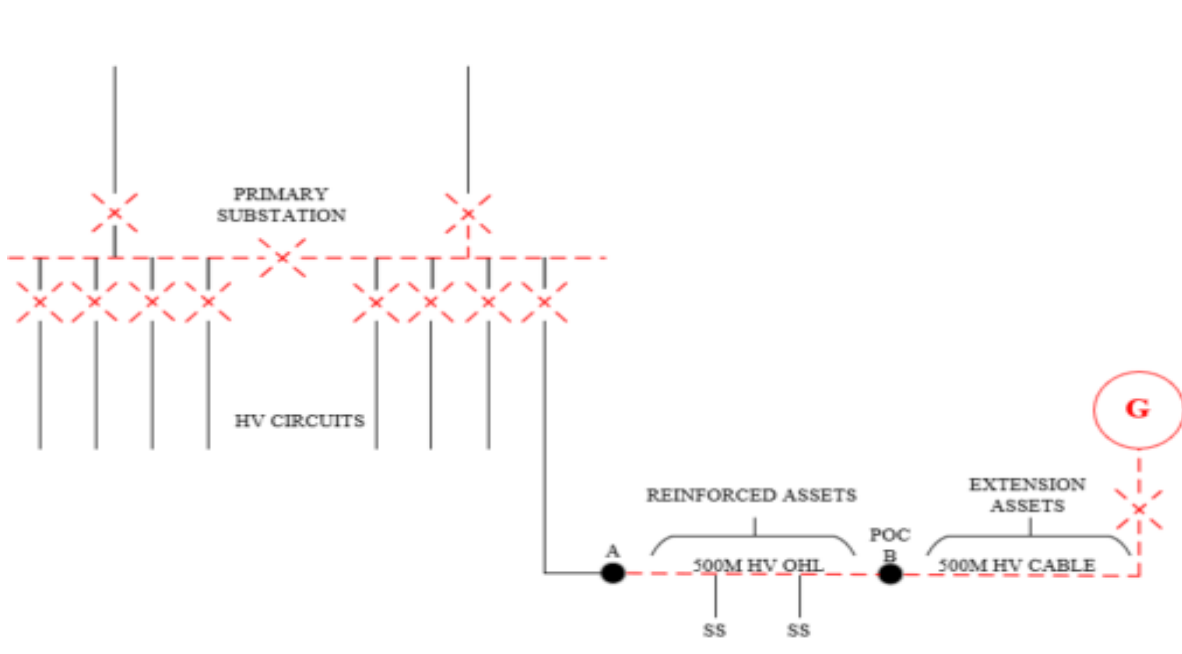 PRIMARY
SUBSTATION
HV CIRCUITS
G
REINFORCED ASSETS
EXTENSION
ASSETS
A
500M HV OHL
POC
B
500M HV CABLE
SS
SS